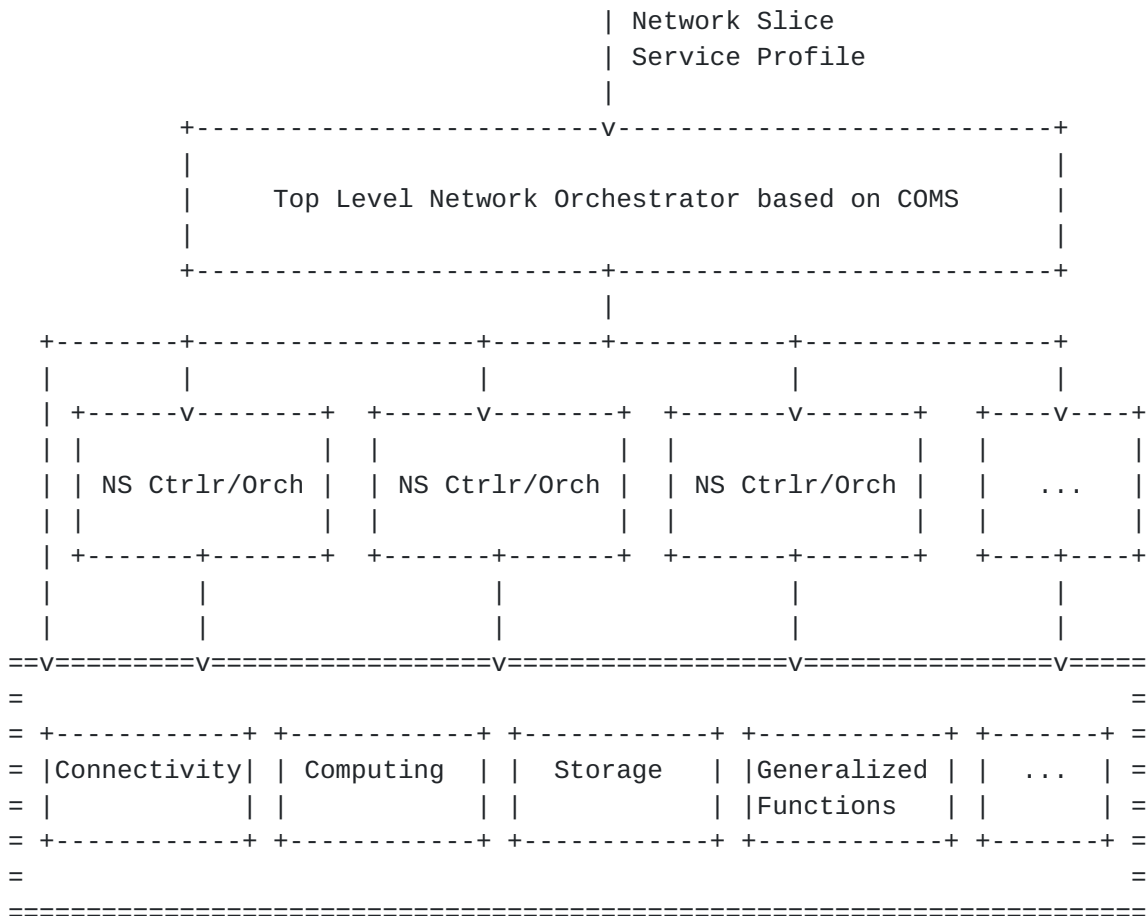 Network Slice
Service Profile
Top Level Network Orchestrator based on COMS
NS Ctrlr/Orch NS Ctrlr/Orch NS Ctrlr/Orch ...
Connectivity Computing Storage Generalized ...
Functions